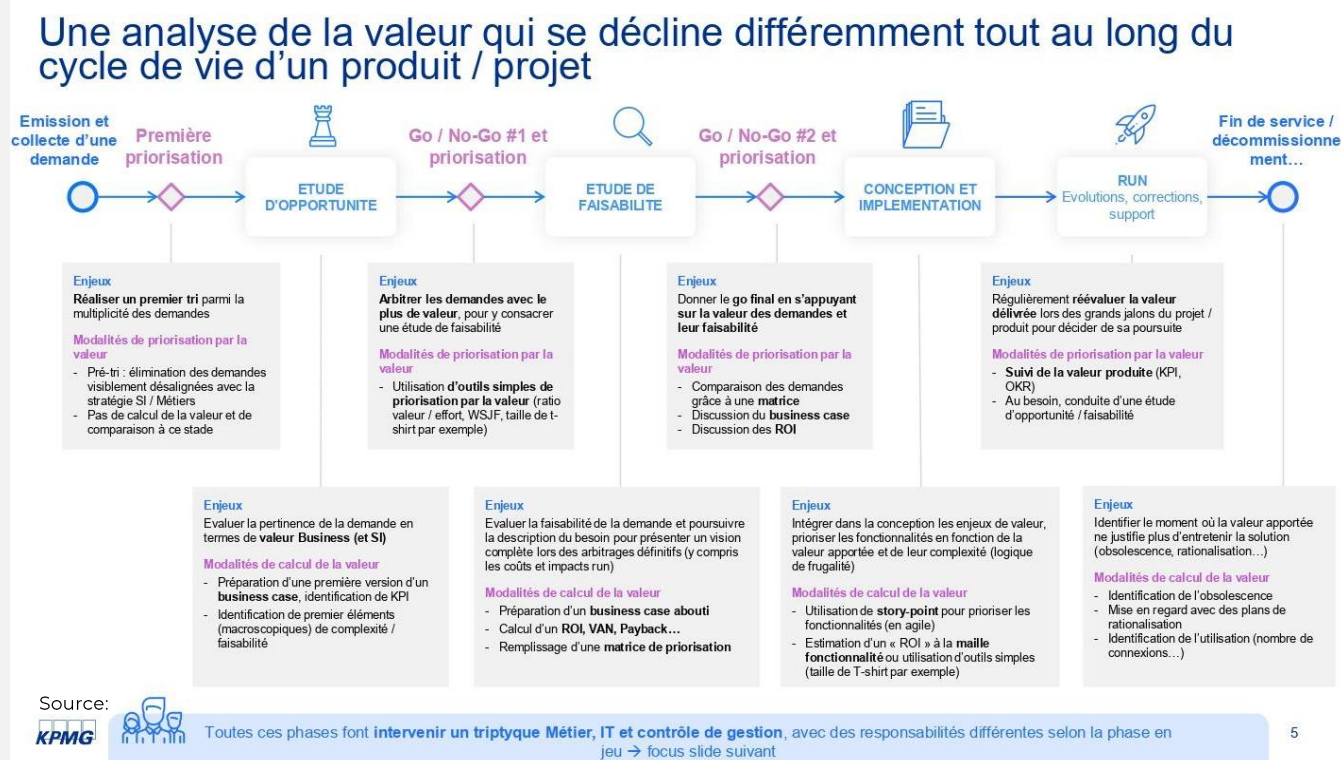 Une analyse de la valeur qui se décline différemment tout au long du
cycle de vie d’un produit / projet
Emission et
collecte d’une
demande
Première
priorisation
Go / No-Go #1 et
priorisation
Go / No-Go #2 et
priorisation
Fin de service /
décommissionne
ment…
ETUDE
D’OPPORTUNITE
ETUDE DE
FAISABILITE
CONCEPTION ET
IMPLEMENTATION
RUN
Evolutions, corrections,
support
Enjeux
Réaliser un premier tri parmi la
multiplicité des demandes
Modalités de priorisation par la
valeur
- Pré-tri : élimination des demandes
visiblement désalignées avec la
stratégie SI / Métiers
- Pas de calcul de la valeur et de
comparaison à ce stade
Enjeux
Arbitrer les demandes avec le
plus de valeur, pour y consacrer
une étude de faisabilité
Modalités de priorisation par la
valeur
- Utilisation d’outils simples de
priorisation par la valeur (ratio
valeur / effort, WSJF, taille de t-
shirt par exemple)
Enjeux
Donner le go final en s’appuyant
sur la valeur des demandes et
leur faisabilité
Modalités de priorisation par la
valeur
- Comparaison des demandes
grâce à une matrice
- Discussion du business case
- Discussion des ROI
Enjeux
Régulièrement réévaluer la valeur
délivrée lors des grands jalons du projet /
produit pour décider de sa poursuite
Modalités de priorisation par la valeur
- Suivi de la valeur produite (KPI,
OKR)
- Au besoin, conduite d’une étude
d’opportunité / faisabilité
Enjeux
Evaluer la pertinence de la demande en
termes de valeur Business (et SI)
Modalités de calcul de la valeur
- Préparation d’une première version d’un
business case, identification de KPI
- Identification de premier éléments
(macroscopiques) de complexité /
faisabilité
Enjeux
Evaluer la faisabilité de la demande et poursuivre
la description du besoin pour présenter un vision
complète lors des arbitrages définitifs (y compris
les coûts et impacts run)
Modalités de calcul de la valeur
- Préparation d’un business case abouti
- Calcul d’un ROI, VAN, Payback…
- Remplissage d’une matrice de priorisation
Enjeux
Intégrer dans la conception les enjeux de valeur,
prioriser les fonctionnalités en fonction de la
valeur apportée et de leur complexité (logique
de frugalité)
Modalités de calcul de la valeur
- Utilisation de story-point pour prioriser les
fonctionnalités (en agile)
- Estimation d’un « ROI » à la maille
fonctionnalité ou utilisation d’outils simples
(taille de T-shirt par exemple)
Enjeux
Identifier le moment où la valeur apportée
ne justifie plus d’entretenir la solution
(obsolescence, rationalisation…)
Modalités de calcul de la valeur
- Identification de l’obsolescence
- Mise en regard avec des plans de
rationalisation
- Identification de l’utilisation (nombre de
connexions…)
Source:
KPMG
Toutes ces phases font intervenir un triptyque Métier, IT et contrôle de gestion, avec des responsabilités différentes selon la phase en
jeu → focus slide suivant
5